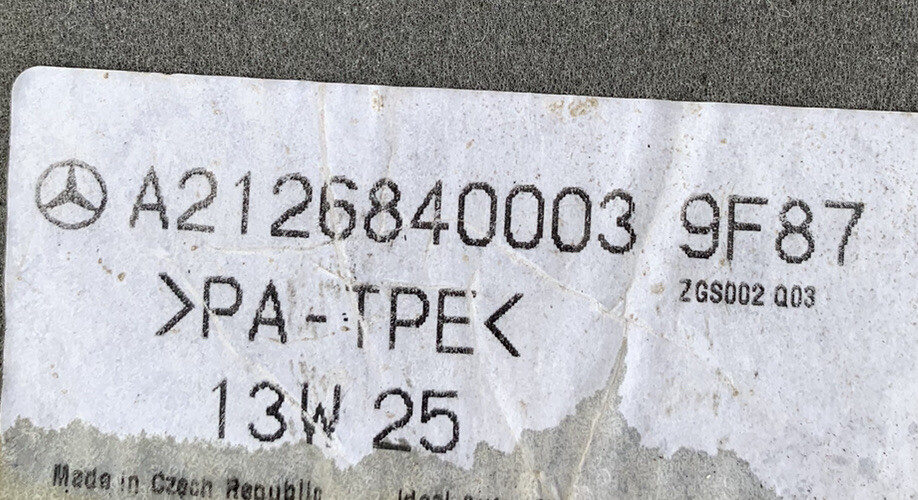 A2126840003 9F87
ZGS002 Q03
>PA-TPE<
13W 25
Made in Czech Republic